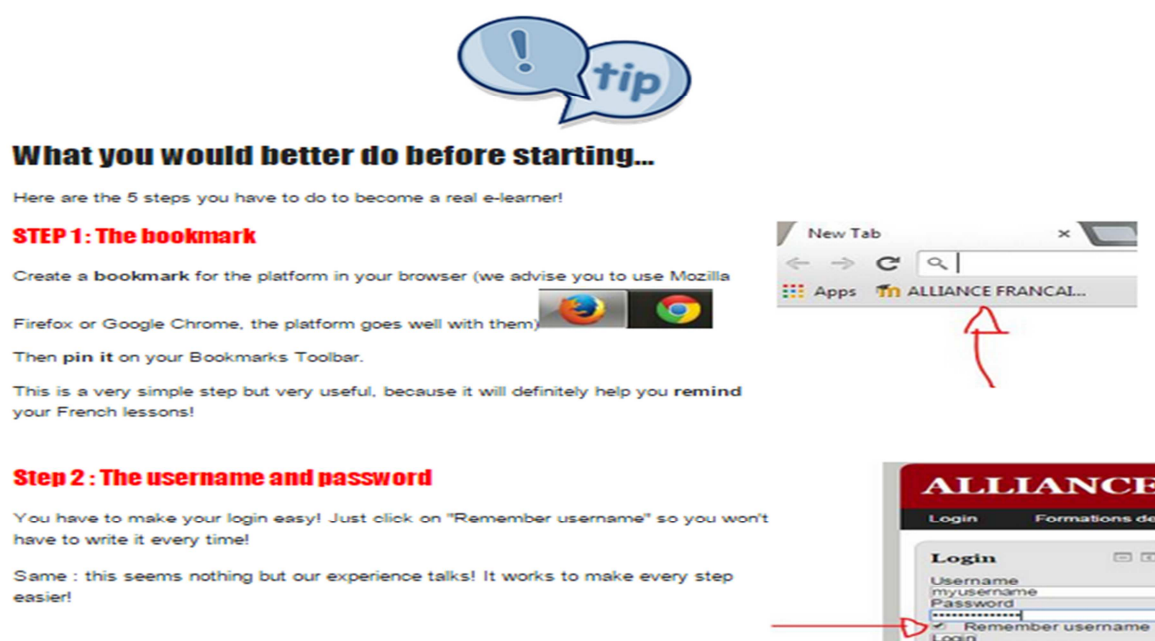 ! tip
What you would better do before starting...
Here are the 5 steps you have to do to become a real e-learner!
STEP 1 : The bookmark
Create a bookmark for the platform in your browser (we advise you to use Mozilla
Firefox or Google Chrome, the platform goes well with them)
Then pin it on your Bookmarks Toolbar.
This is a very simple step but very useful, because it will definitely help you remind
your French lessons!
New Tab
Apps ALLIANCE FRANCAI...
Step 2 : The username and password
You have to make your login easy! Just click on "Remember username" so you won't
have to write it every time!
Same : this seems nothing but our experience talks! It works to make every step
easier!
ALLIANCE
Login Formations de
Login
Username
myusername
Password
Remember username
Login